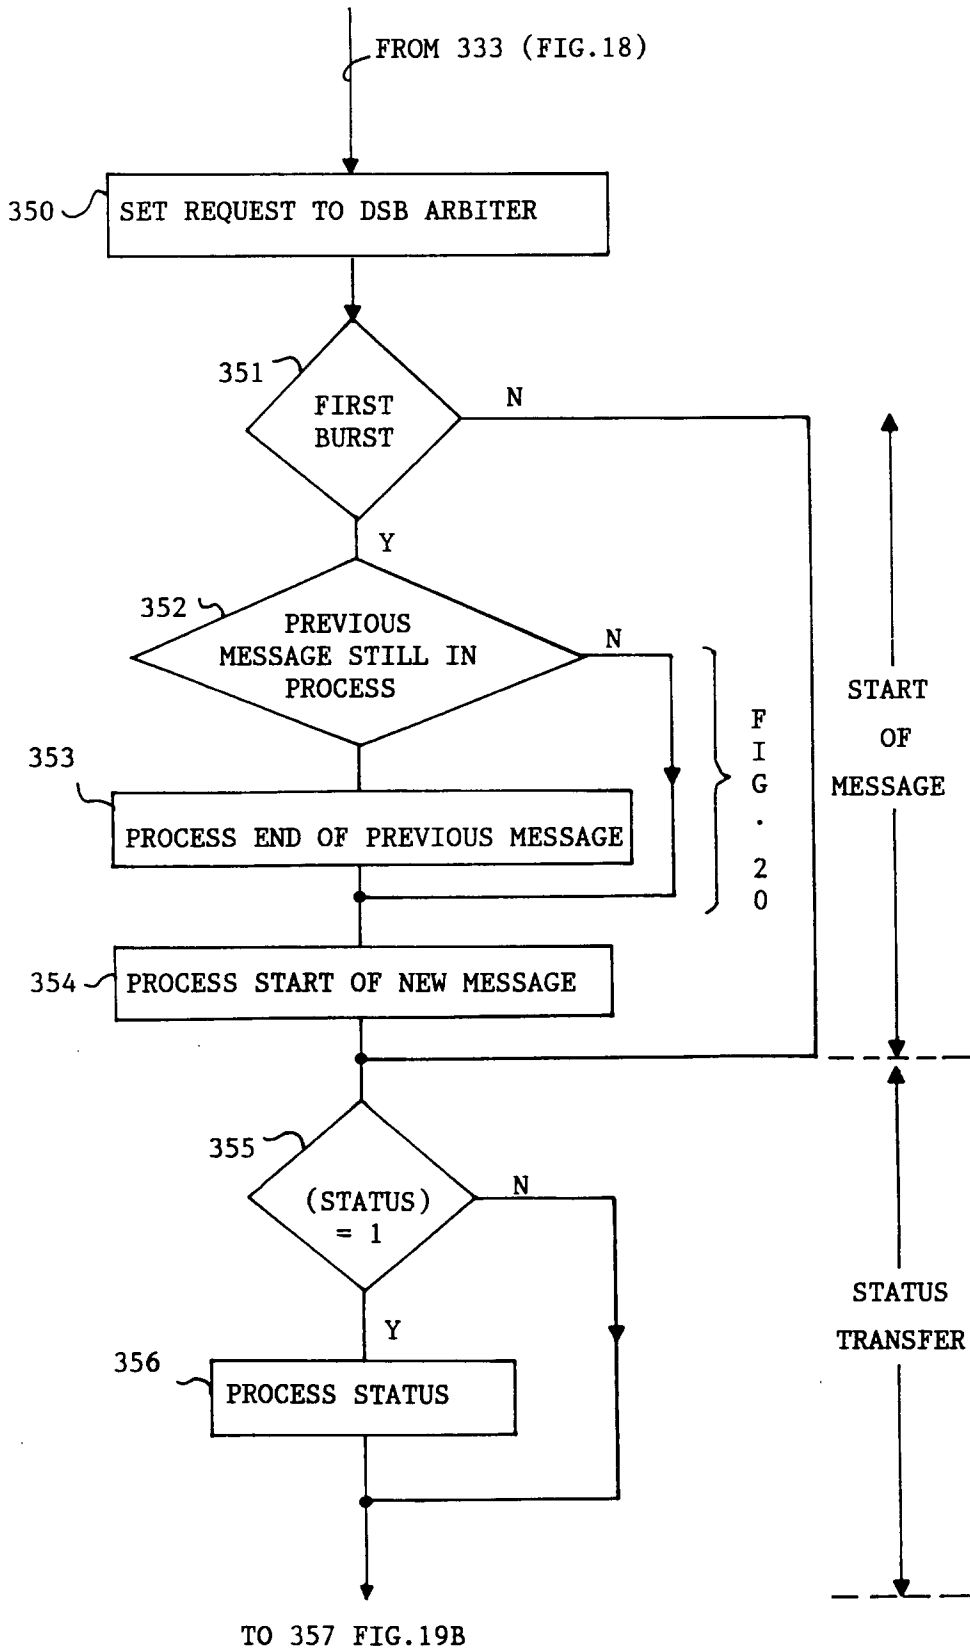 FROM 333 (FIG.18)
350
SET REQUEST TO DSB ARBITER
351
FIRST
BURST
N
Y
352
PREVIOUS
MESSAGE STILL IN
PROCESS
N
353
PROCESS END OF PREVIOUS MESSAGE
FIG. 20
START
OF
MESSAGE
354
PROCESS START OF NEW MESSAGE
355
(STATUS)
= 1
N
Y
356
PROCESS STATUS
STATUS
TRANSFER
TO 357 FIG.19B